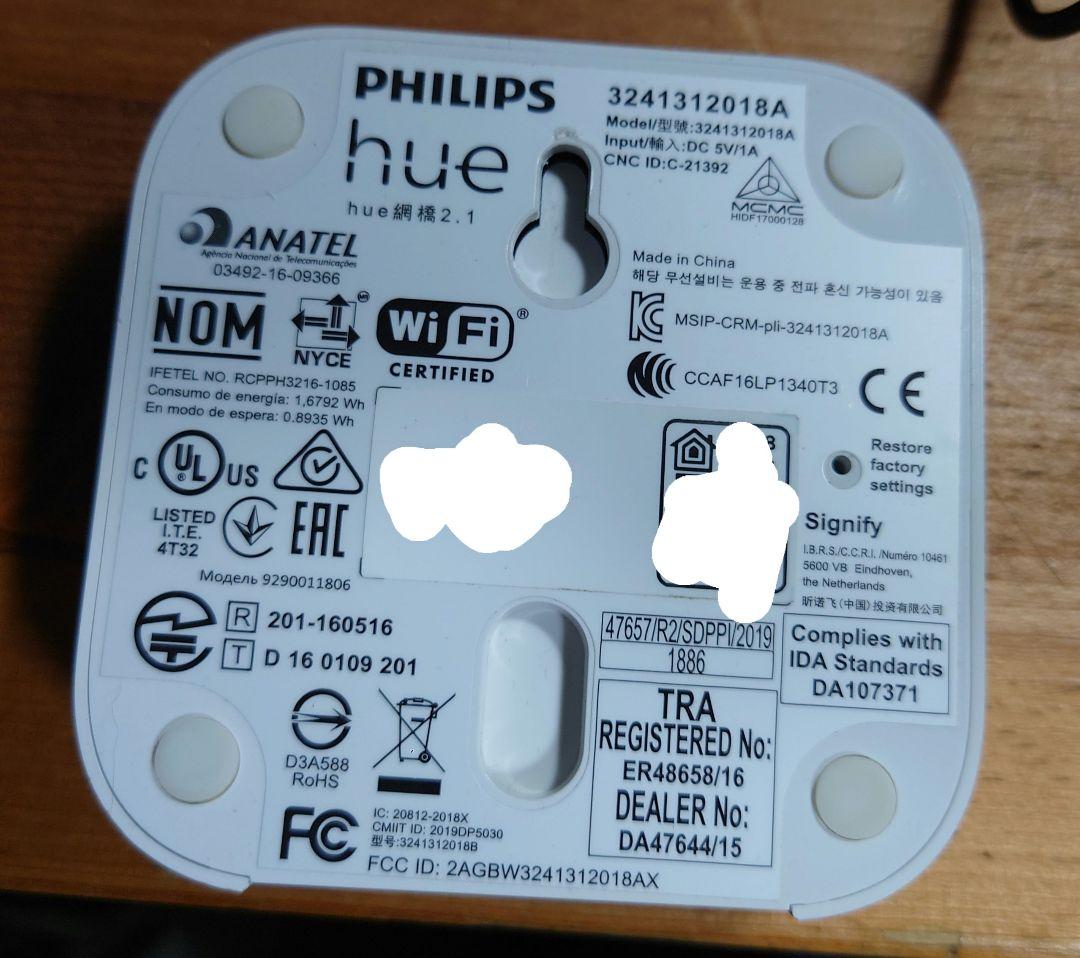 PHILIPS
hue
hue網橋2.1
3241312018A
Model/型號:3241312018A
Input/輸入:DC 5V/1A
CNC ID:C-21392
MCMC
HIDF17000128
ANATEL
Agência Nacional de Telecomunicações
03492-16-09366
Made in China
해당 무선설비는 운용 중 전파 혼신 가능성이 있음
NOM
NYCE
Wi Fi ®
CERTIFIED
KC MSIP-CRM-pli-3241312018A
CCAF16LP1340T3 CE
IFETEL NO. RCPPH3216-1085
Consumo de energía: 1,6792 Wh
En modo de espera: 0.8935 Wh
C UL ® US
LISTED
I.T.E.
4T32
EAC
Restore
factory
settings
Модель 9290011806
Signify
I.B.R.S./C.C.R.I. /Numéro 10461
5600 VB Eindhoven,
the Netherlands
昕诺飞(中国)投资有限公司
R 201-160516
T D 16 0109 201
47657/R2/SDPPI/2019
1886
Complies with
IDA Standards
DA107371
D3A588
RoHS
TRA
REGISTERED No:
ER48658/16
DEALER No:
DA47644/15
FC
IC: 20812-2018X
CMIIT ID: 2019DP5030
型号:3241312018B
FCC ID: 2AGBW3241312018AX